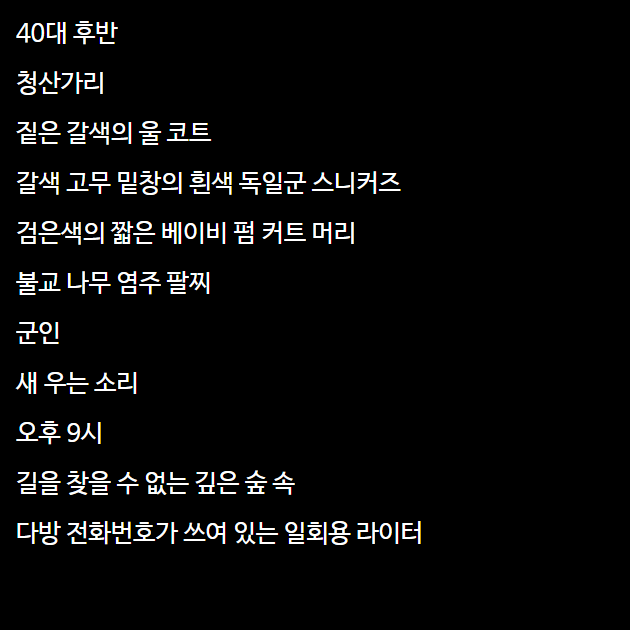 40대 후반
청산가리
짙은 갈색의 울 코트
갈색 고무 밑창의 흰색 독일군 스니커즈
검은색의 짧은 베이비 펌 커트 머리
불교 나무 염주 팔찌
군인
새 우는 소리
오후 9시
길을 찾을 수 없는 깊은 숲 속
다방 전화번호가 쓰여 있는 일회용 라이터